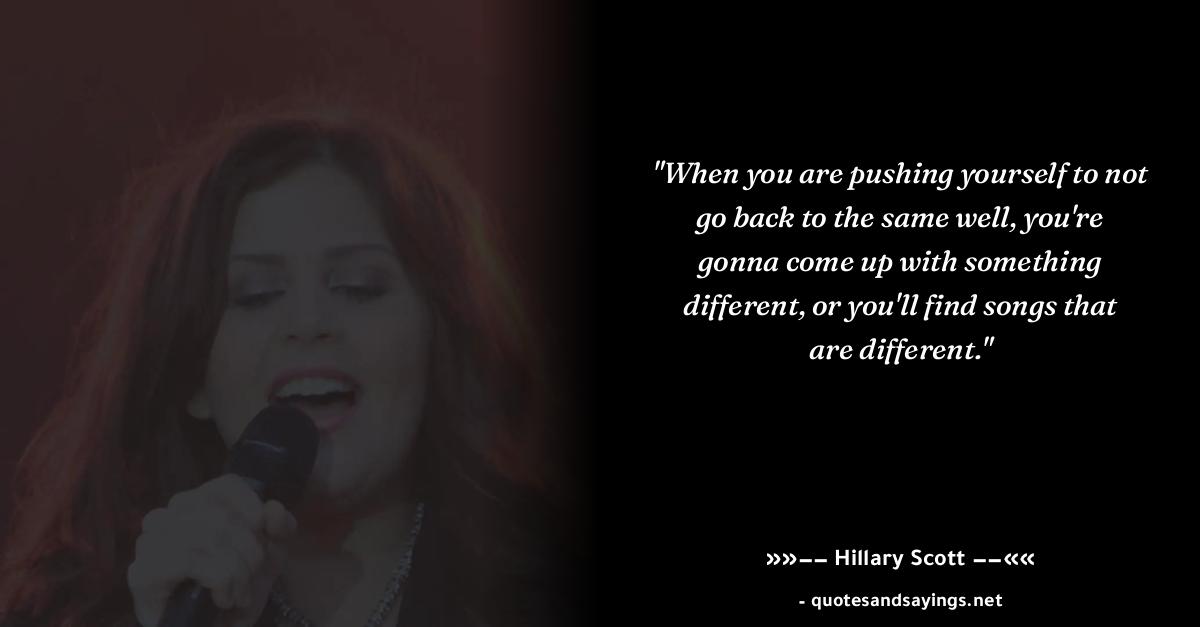 "When you are pushing yourself to not
go back to the same well, you're
gonna come up with something
different, or you'll find songs that
are different."
»»–– Hillary Scott ––««
- quotesandsayings.net